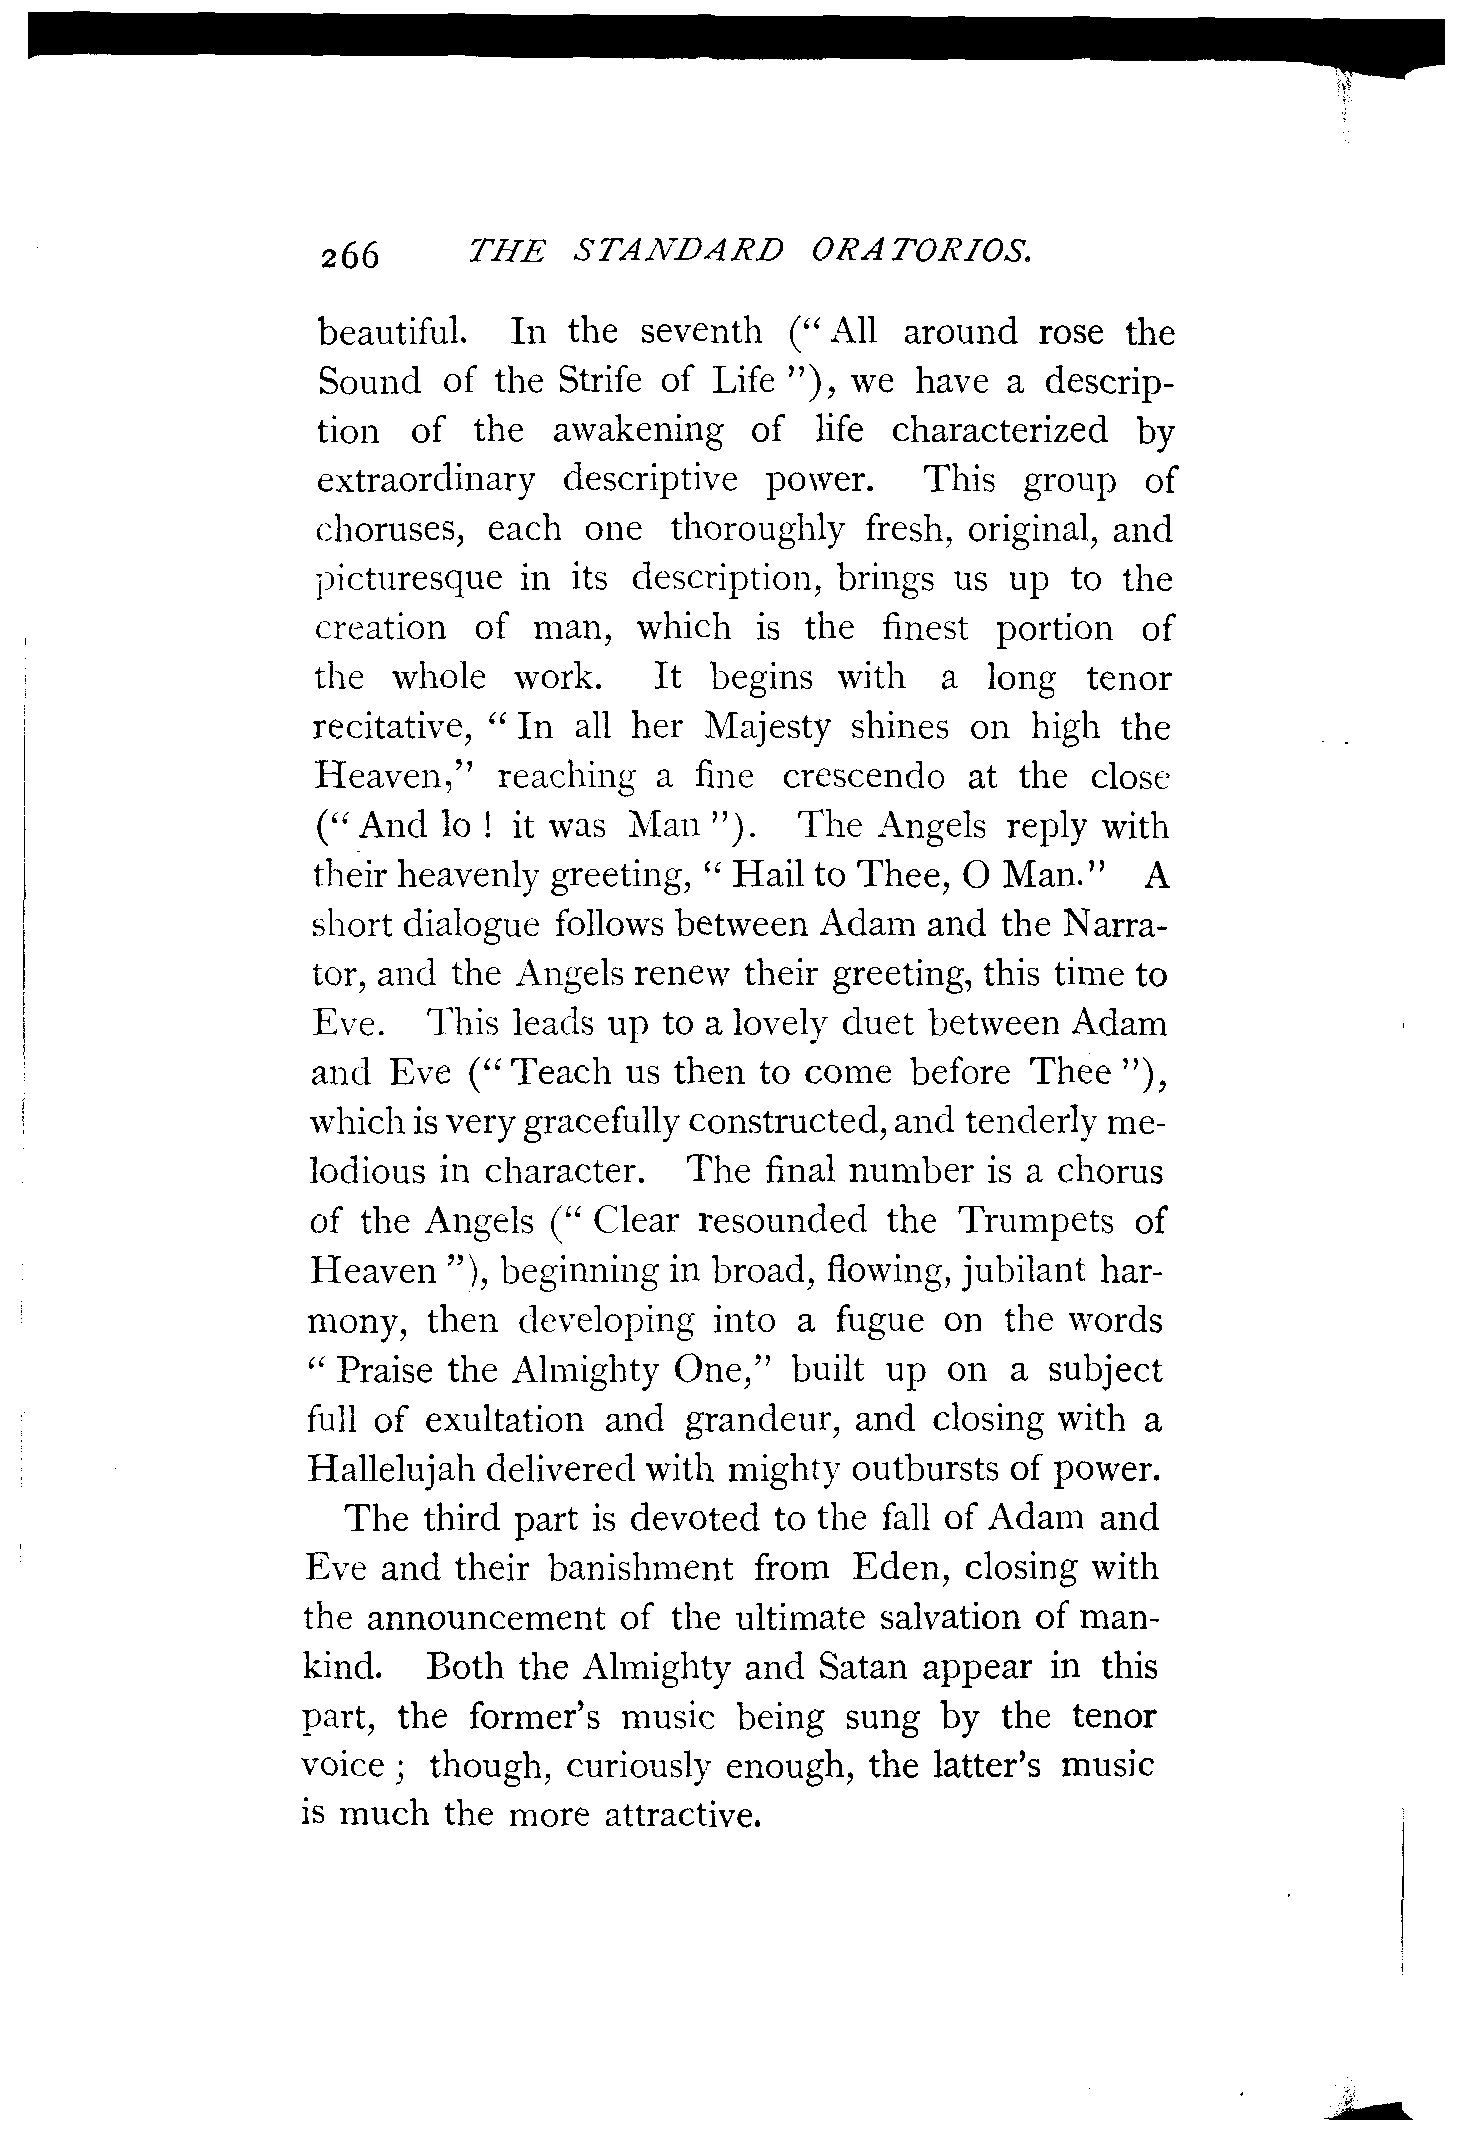 266 THE STANDARD ORATORIOS.
beautiful. In the seventh (“ All around rose the
Sound of the Strife of Life ”), we have a descrip-
tion of the awakening of life characterized by
extraordinary descriptive power. This group of
choruses, each one thoroughly fresh, original, and
picturesque in its description, brings us up to the
creation of man, which is the finest portion of
the whole work. It begins with a long tenor
recitative, “ In all her Majesty shines on high the
Heaven,” reaching a fine crescendo at the close
(“ And lo ! it was Man ”). The Angels reply with
their heavenly greeting, “ Hail to Thee, O Man.” A
short dialogue follows between Adam and the Narra-
tor, and the Angels renew their greeting, this time to
Eve. This leads up to a lovely duet between Adam
and Eve (“ Teach us then to come before Thee ”),
which is very gracefully constructed, and tenderly me-
lodious in character. The final number is a chorus
of the Angels (“ Clear resounded the Trumpets of
Heaven ”), beginning in broad, flowing, jubilant har-
mony, then developing into a fugue on the words
“ Praise the Almighty One,” built up on a subject
full of exultation and grandeur, and closing with a
Hallelujah delivered with mighty outbursts of power.
The third part is devoted to the fall of Adam and
Eve and their banishment from Eden, closing with
the announcement of the ultimate salvation of man-
kind. Both the Almighty and Satan appear in this
part, the former’s music being sung by the tenor
voice ; though, curiously enough, the latter’s music
is much the more attractive.